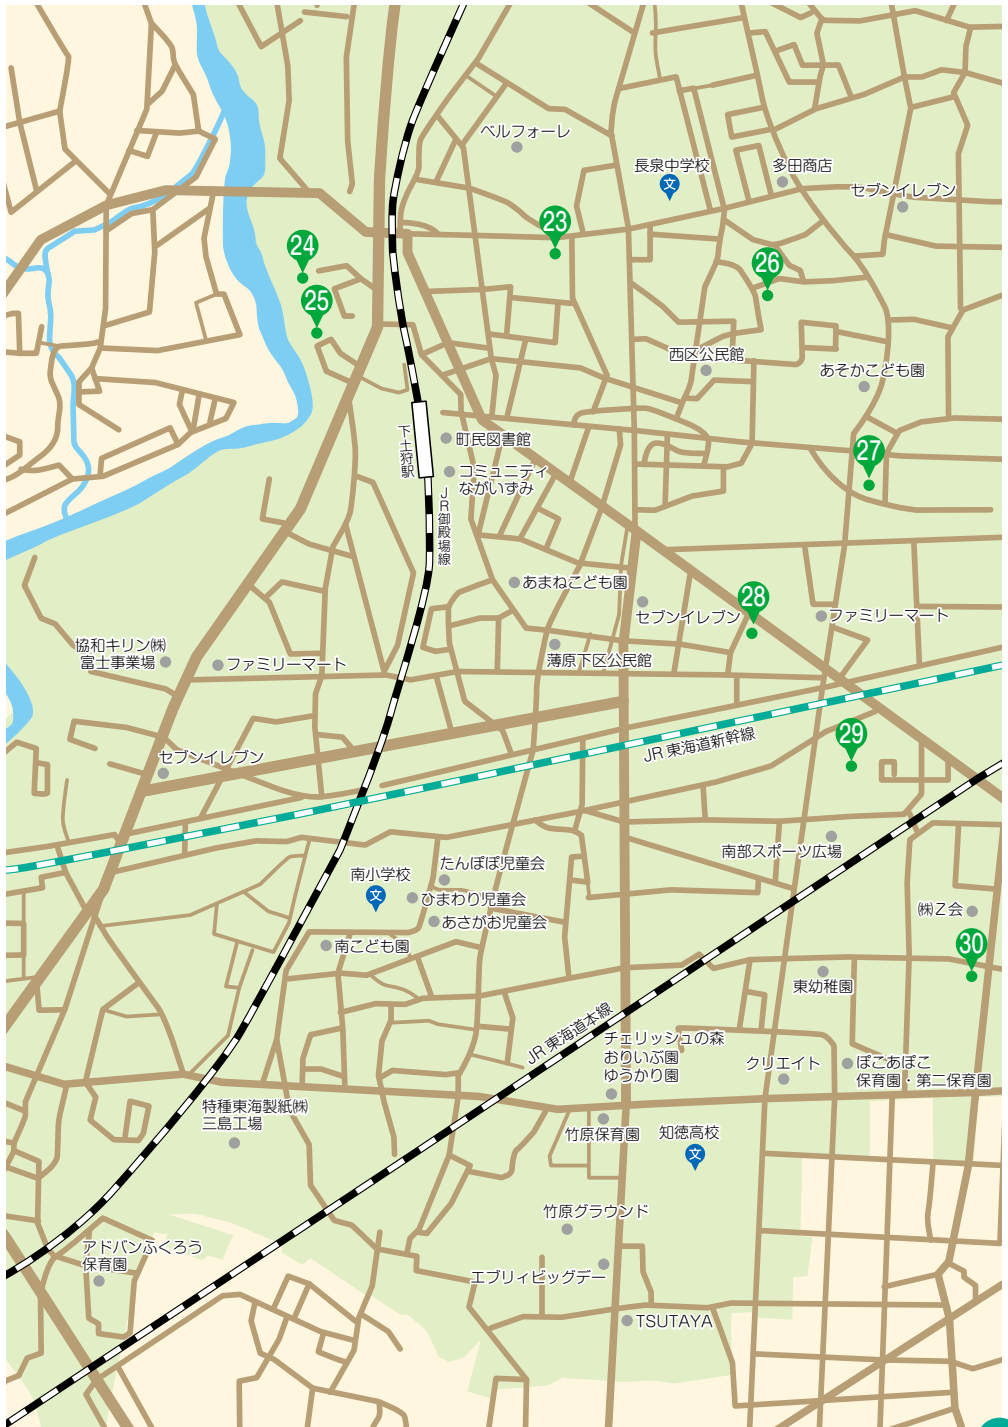 ベルフォーレ
長泉中学校
文
多田商店
セブンイレブン
23
24
26
25
西区公民館
あそかこども園
下土狩駅
町民図書館
コミュニティ
ながいずみ
27
JR御殿場線
あまねこども園
28
セブンイレブン
ファミリーマート
協和キリン㈱
富士事業場
ファミリーマート
薄原下区公民館
29
JR東海道新幹線
セブンイレブン
南部スポーツ広場
たんぽぽ児童会
南小学校
文
ひまわり児童会
あさがお児童会
㈱Z会
南こども園
30
東幼稚園
JR東海道本線
チェリッシュの森
おりいぶ園
ゆうかり園
クリエイト
ぽこあぽこ
保育園・第二保育園
特種東海製紙㈱
三島工場
竹原保育園
知徳高校
文
竹原グラウンド
アドバンふくろう
保育園
エブリィビッグデー
TSUTAYA